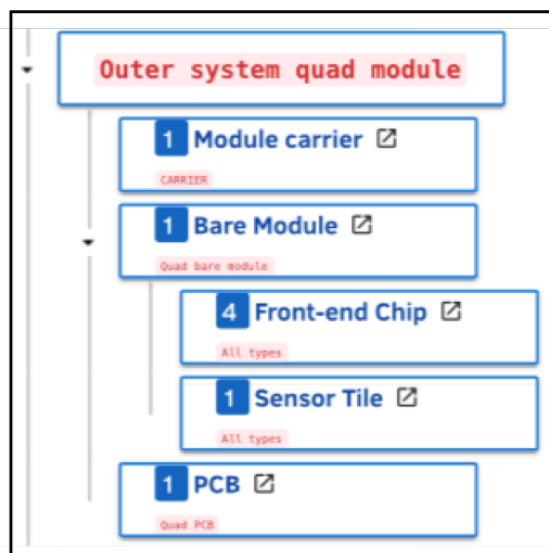 Outer system quad module
1 Module carrier
CARRIER
1 Bare Module
Quad bare module
4 Front-end Chip
All types
1 Sensor Tile
All types
1 PCB
Quad PCB